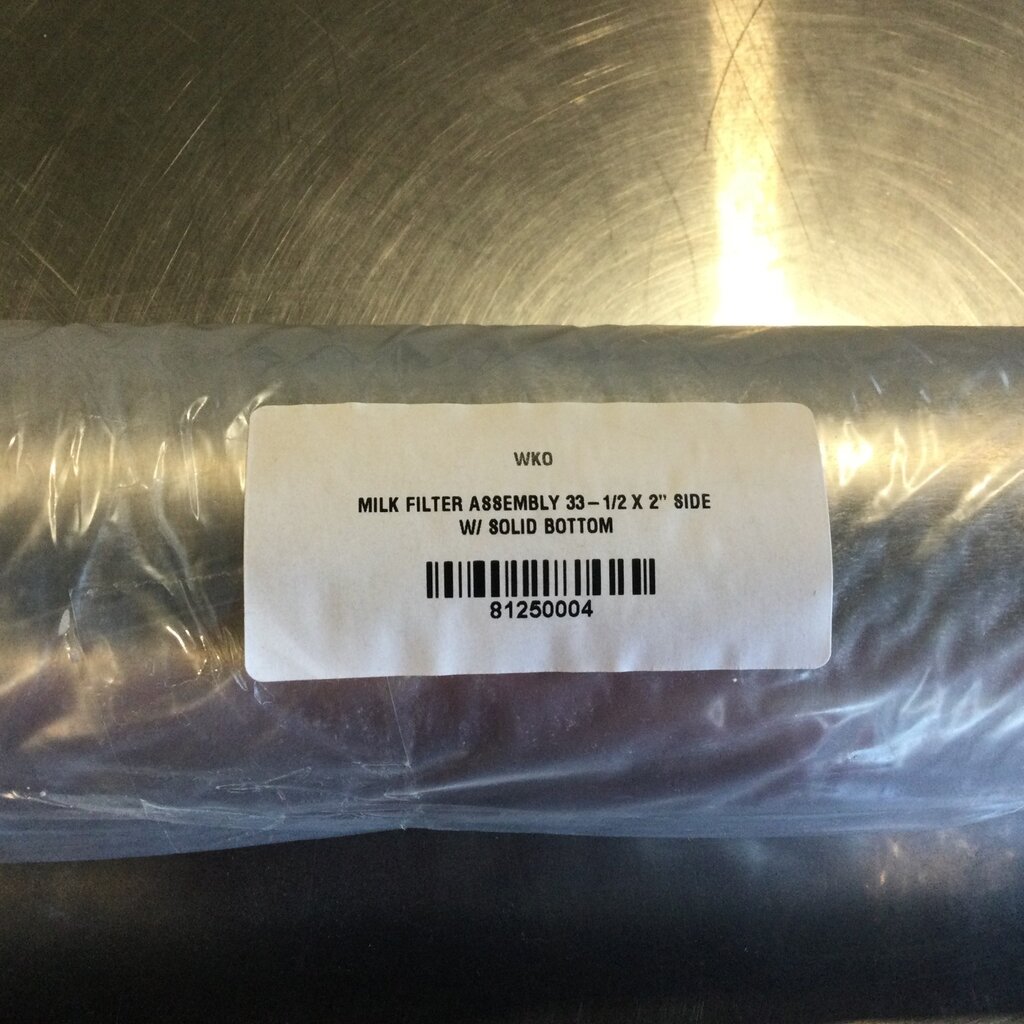 WKO
MILK FILTER ASSEMBLY 33-1/2 X 2" SIDE
W/ SOLID BOTTOM
81250004